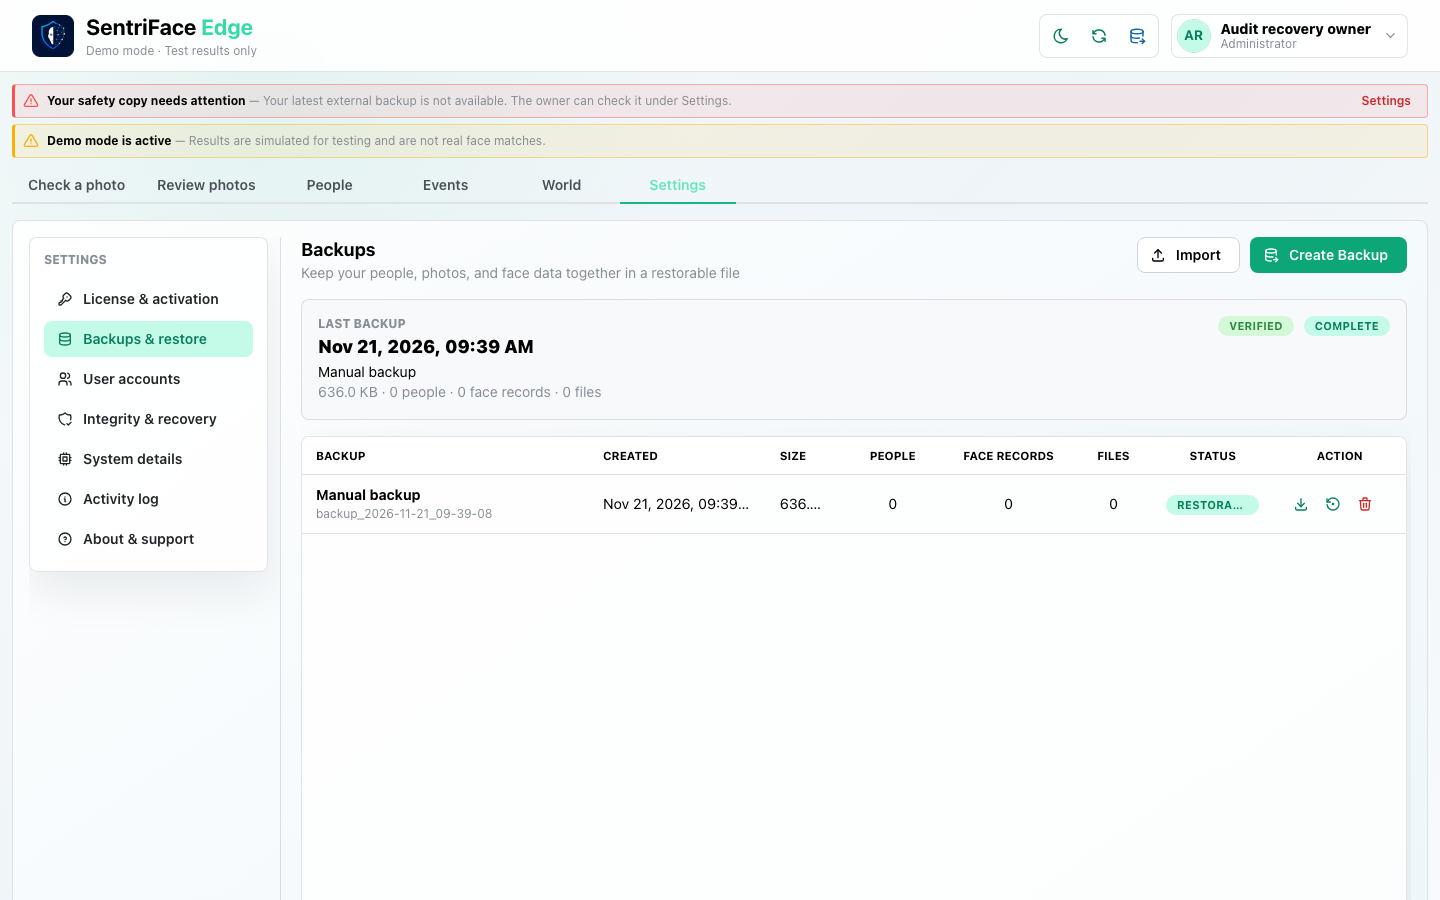 SentriFace Edge
Demo mode · Test results only
AR
Audit recovery owner
Administrator
Your safety copy needs attention — Your latest external backup is not available. The owner can check it under Settings.
Settings
Demo mode is active — Results are simulated for testing and are not real face matches.
Check a photo
Review photos
People
Events
World
Settings
SETTINGS
License & activation
Backups & restore
User accounts
Integrity & recovery
System details
Activity log
About & support
Backups
Keep your people, photos, and face data together in a restorable file
Import
Create Backup
LAST BACKUP
VERIFIED
COMPLETE
Nov 21, 2026, 09:39 AM
Manual backup
636.0 KB · 0 people · 0 face records · 0 files
BACKUP CREATED SIZE PEOPLE FACE RECORDS FILES STATUS ACTION
Manual backup
backup_2026-11-21_09-39-08
Nov 21, 2026, 09:39... 636.... 0 0 0 RESTORA...